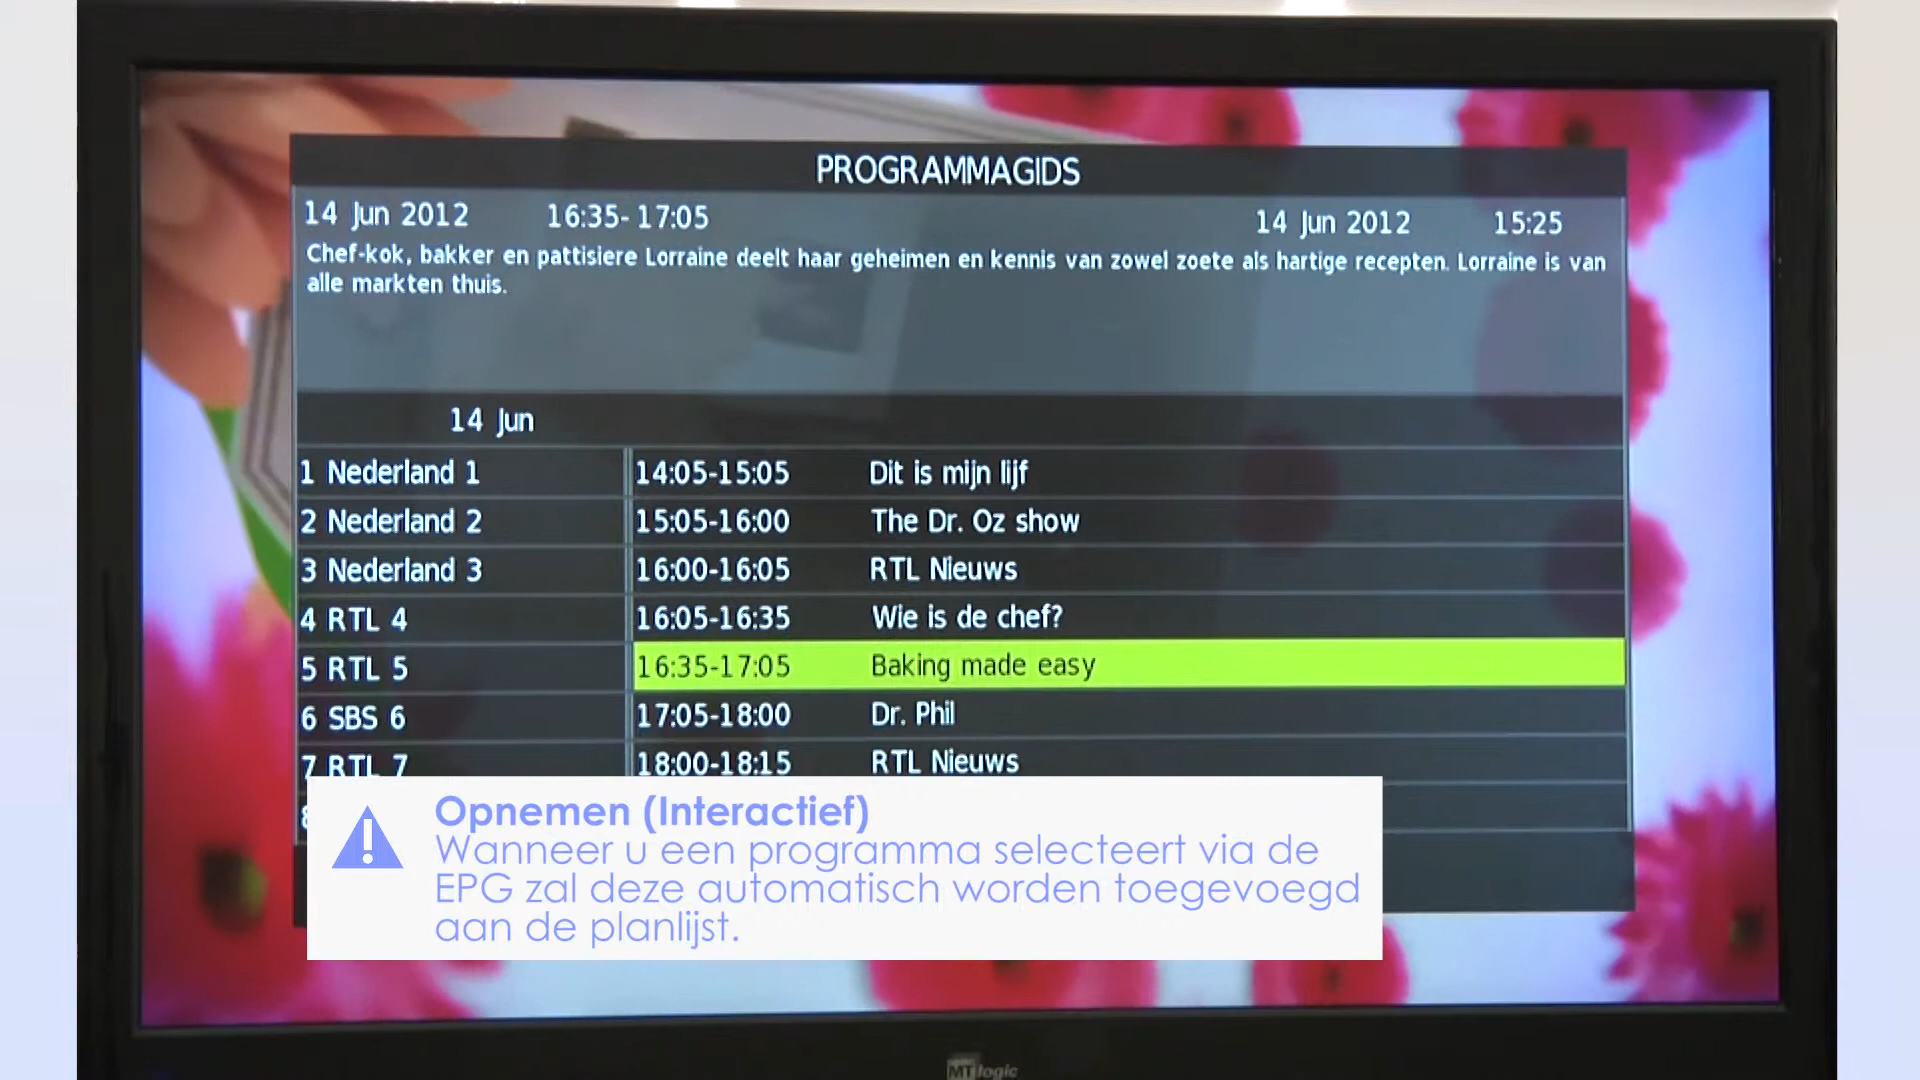 PROGRAMMAGIDS
14 Jun 2012 16:35-17:05 14 Jun 2012 15:25
Chef-kok, bakker en pattisiere Lorraine deelt haar geheimen en kennis van zowel zoete als hartige recepten. Lorraine is van
alle markten thuis.
14 Jun
1 Nederland 1 14:05-15:05 Dit is mijn lijf
2 Nederland 2 15:05-16:00 The Dr. Oz show
3 Nederland 3 16:00-16:05 RTL Nieuws
4 RTL 4 16:05-16:35 Wie is de chef?
5 RTL 5 16:35-17:05 Baking made easy
6 SBS 6 17:05-18:00 Dr. Phil
7 RTL 7 18:00-18:15 RTL Nieuws
Opnemen (Interactief)
Wanneer u een programma selecteert via de
EPG zal deze automatisch worden toegevoegd
aan de planlijst.
MT logic